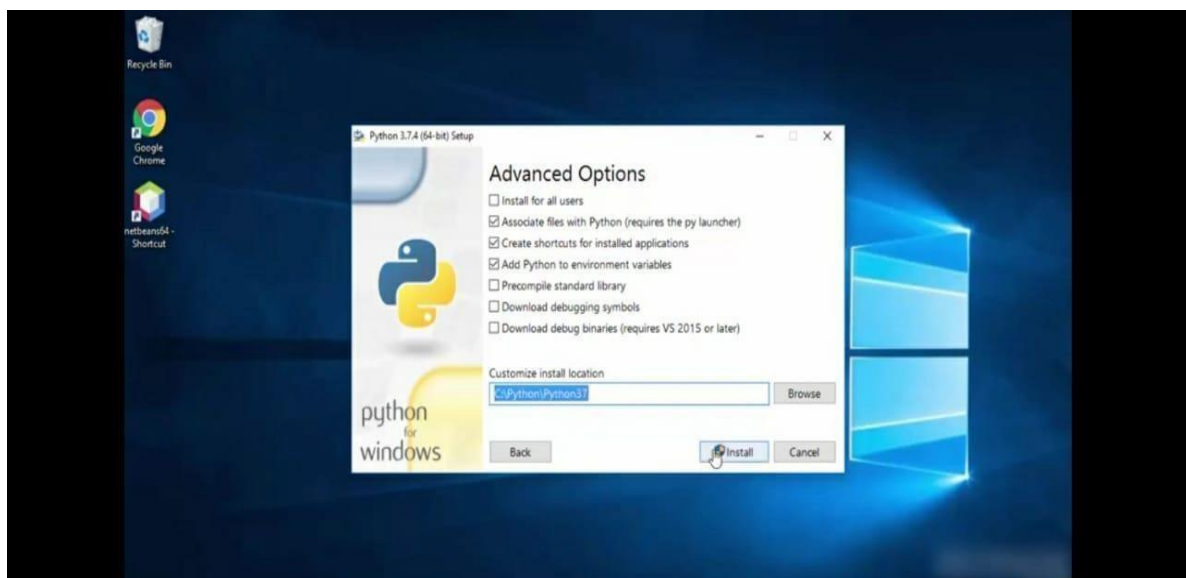 Recycle Bin
Google
Chrome
netbeans64 -
Shortcut
Python 3.7.4 (64-bit) Setup
Advanced Options
Install for all users
Associate files with Python (requires the py launcher)
Create shortcuts for installed applications
Add Python to environment variables
Precompile standard library
Download debugging symbols
Download debug binaries (requires VS 2015 or later)
Customize install location
C:\Python\Python37
Browse
python
for
windows
Back
Install
Cancel